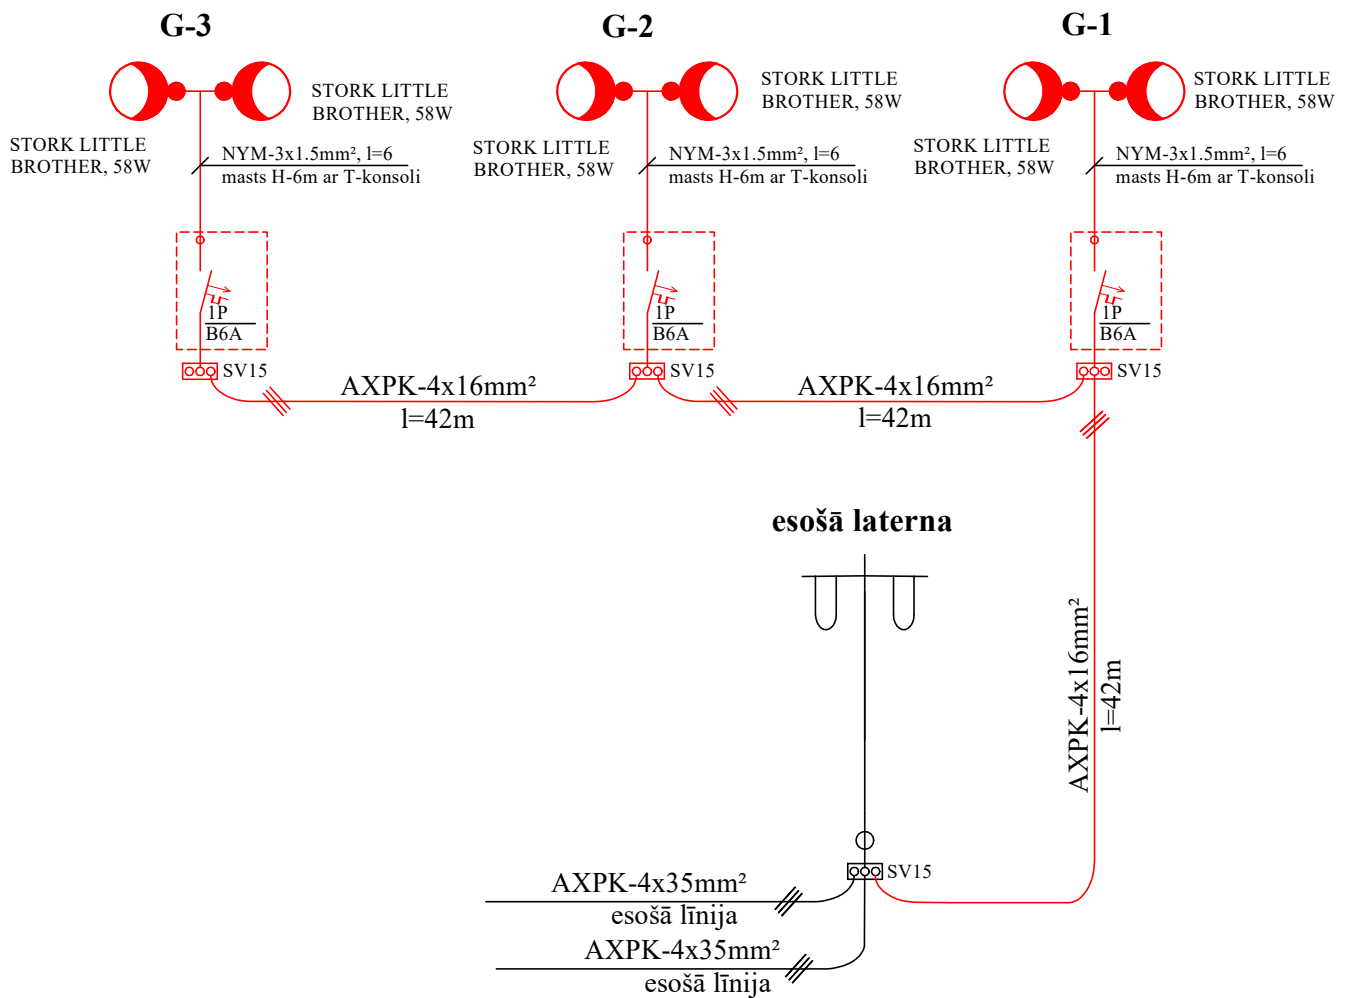 G-3
G-2
G-1
STORK LITTLE
BROTHER, 58W
STORK LITTLE
BROTHER, 58W
STORK LITTLE
BROTHER, 58W
STORK LITTLE
BROTHER, 58W
STORK LITTLE
BROTHER, 58W
STORK LITTLE
BROTHER, 58W
NYM-3x1.5mm², l=6
masts H-6m ar T-konsoli
NYM-3x1.5mm², l=6
masts H-6m ar T-konsoli
NYM-3x1.5mm², l=6
masts H-6m ar T-konsoli
1P
B6A
1P
B6A
1P
B6A
SV15
SV15
SV15
AXPK-4x16mm²
l=42m
AXPK-4x16mm²
l=42m
esošā laterna
AXPK-4x16mm²
l=42m
SV15
AXPK-4x35mm²
esošā līnija
AXPK-4x35mm²
esošā līnija